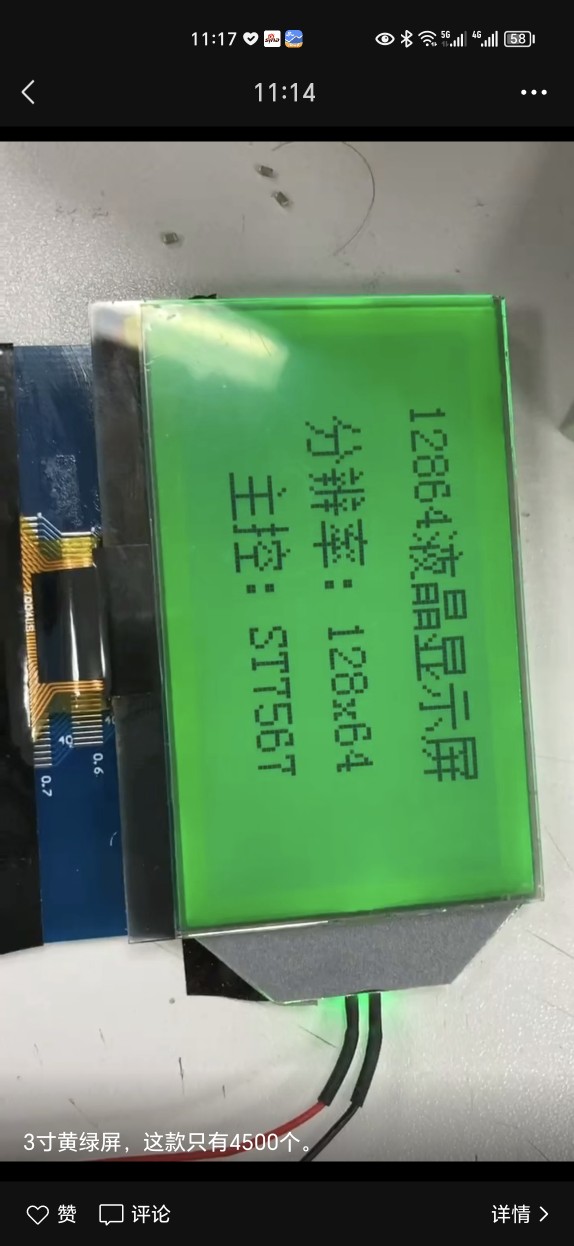 11:17
5G
4G
58
11:14
12864液晶显示屏
分辨率：128x64
主控：ST7567
0.6
0.7
3寸黄绿屏，这款只有4500个。
赞
评论
详情